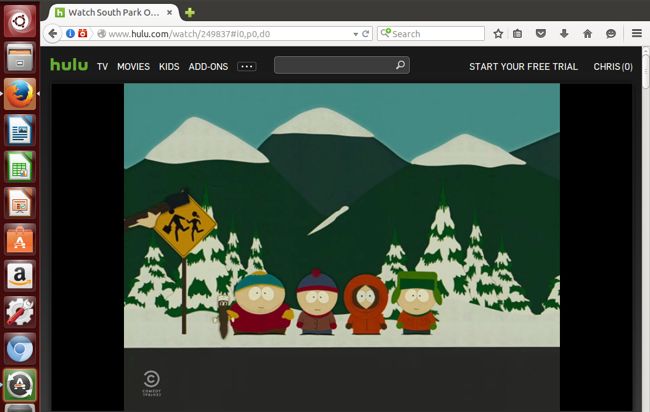 Watch South Park O...
www.hulu.com/watch/249837#i0,p0,d0
Search
hulu TV MOVIES KIDS ADD-ONS START YOUR FREE TRIAL CHRIS(0)
COMEDY
CENTRAL